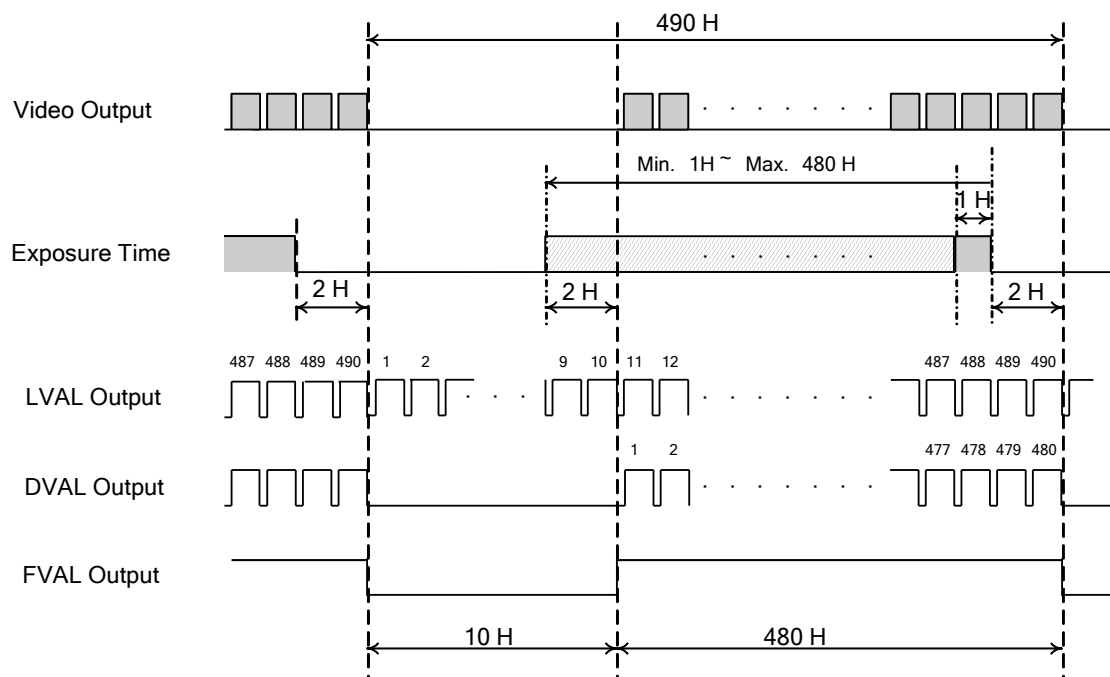 490 H
Video Output
Min. 1H ~ Max. 480 H
1 H
Exposure Time
2 H 2 H 2 H
487 488 489 490 1 2 9 10 11 12 487 488 489 490
LVAL Output
1 2 477 478 479 480
DVAL Output
FVAL Output
10 H 480 H